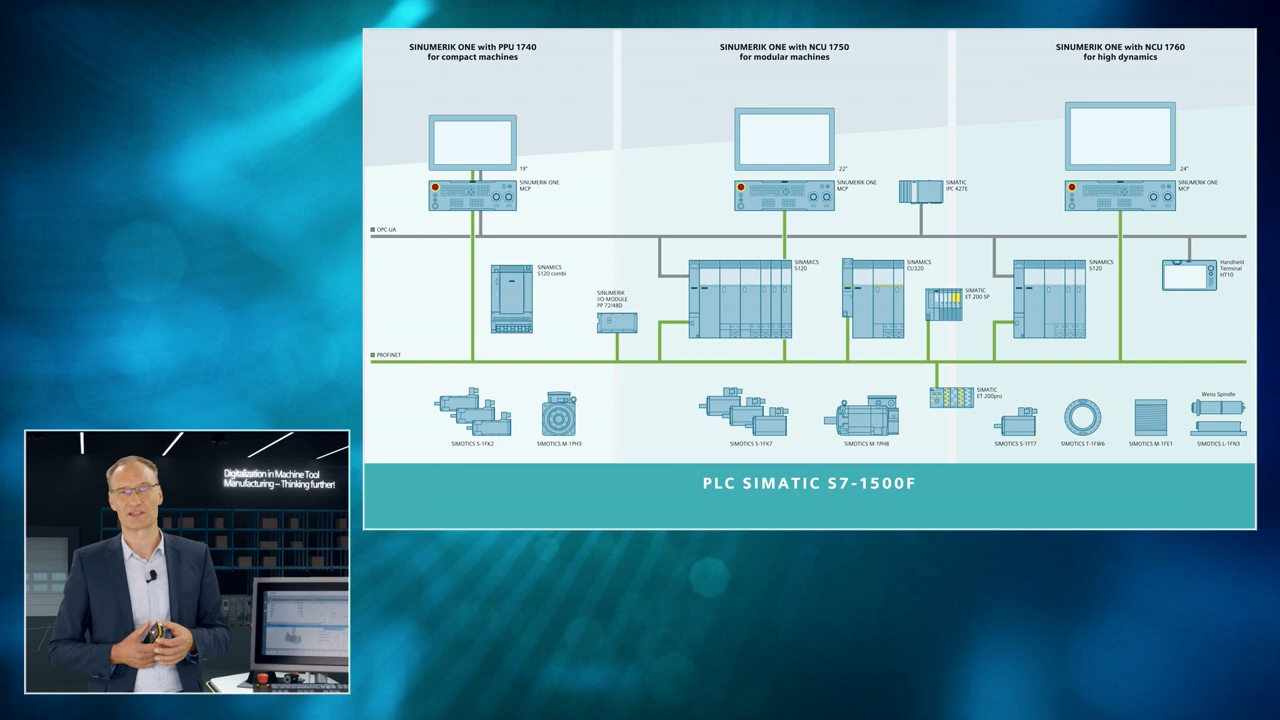 SINUMERIK ONE with PPU 1740
for compact machines
SINUMERIK ONE with NCU 1750
for modular machines
SINUMERIK ONE with NCU 1760
for high dynamics
19"
SINUMERIK ONE
MCP
22"
SINUMERIK ONE
MCP
SIMATIC
IPC 427E
24"
SINUMERIK ONE
MCP
OPC-UA
SINAMICS
S120 combi
SINUMERIK
I/O-MODULE
PP 72/48D
SINAMICS
S120
SINAMICS
CU320
SIMATIC
ET 200 SP
SINAMICS
S120
Handheld
Terminal
HT10
PROFINET
SIMATIC
ET 200pro
Weiss Spindle
SIMOTICS S-1FK2
SIMOTICS M-1PH3
SIMOTICS S-1FK7
SIMOTICS M-1PH8
SIMOTICS S-1FT7
SIMOTICS T-1FW6
SIMOTICS M-1FE1
SIMOTICS L-1FN3
PLC SIMATIC S7-1500F
Digitalization in Machine Tool
Manufacturing – Thinking further!